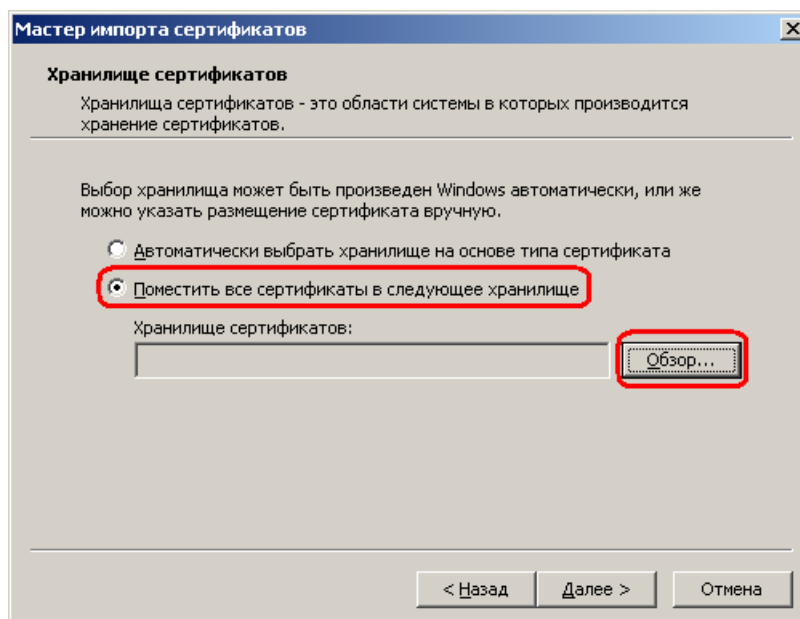 Мастер импорта сертификатов
Хранилище сертификатов
Хранилища сертификатов - это области системы в которых производится
хранение сертификатов.
Выбор хранилища может быть произведен Windows автоматически, или же
можно указать размещение сертификата вручную.
Автоматически выбрать хранилище на основе типа сертификата
Поместить все сертификаты в следующее хранилище
Хранилище сертификатов:
Обзор...
< Назад
Далее >
Отмена